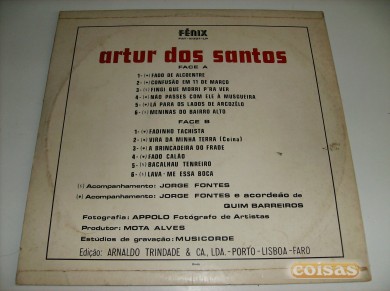 FÊNIX
artur dos santos
FACE A
1-(•) FADO DE ALCOENTRE
2-(•) CONFUSÃO EM 11 DE MARÇO
3-(:) FINGI QUE MORRI P'RA VER
4-(•) NÃO PASSES COM ELE À MUSGUEIRA
5-(•) LÁ PARA OS LADOS DE ARCOZÊLO
6-(•) MENINAS DO BAIRRO ALTO
FACE B
1-(•) FADINHO TACHISTA
2-(•) VIRA DA MINHA TERRA (Coina)
3-(•) A BRINCADEIRA DO FRADE
4-(•) FADO CALÃO
5-(:) BACALHAU TENREIRO
6-(:) LAVA-ME ESSA BOCA
(:) Acompanhamento: JORGE FONTES
(•) Acompanhamento: JORGE FONTES e acordeão de
QUIM BARREIROS
Fotografia: APPOLO Fotógrafo de Artistas
Produtor: MOTA ALVES
Estúdios de gravação: MUSICORDE
Edição: ARNALDO TRINDADE & CA., LDA.-PORTO-LISBOA-FARO
coisas